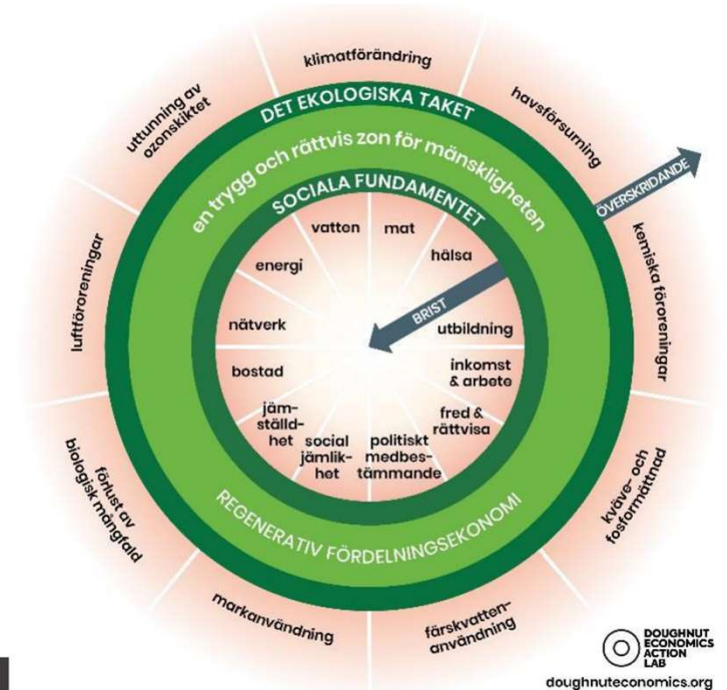 klimatförändring
havsförsurning
kemiska föroreningar
kväve- och
fosformättnad
färskvatten-
användning
markanvändning
förlust av
biologisk mångfald
luftföroreningar
uttunning av
ozonskiktet
DET EKOLOGISKA TAKET
en trygg och rättvis zon för mänskligheten
SOCIALA FUNDAMENTET
ÖVERSKRIDANDE
BRIST
vatten
mat
hälsa
utbildning
inkomst
& arbete
fred &
rättvisa
politiskt
medbes-
tämmande
social
jämlik-
het
jäm-
ställd-
het
bostad
nätverk
energi
REGENERATIV FÖRDELNINGSEKONOMI
DOUGHNUT
ECONOMICS
ACTION
LAB
doughnuteconomics.org